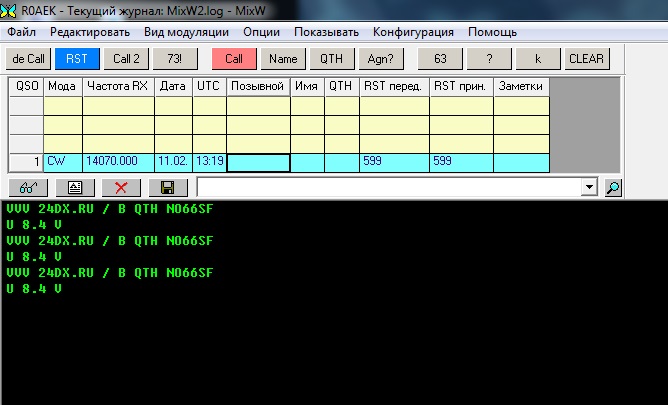 R0AEK - Текущий журнал: MixW2.log - MixW
Файл Редактировать Вид модуляции Опции Показывать Конфигурация Помощь
de Call RST Call 2 73! Call Name QTH Agn? 63 ? k CLEAR
QSO Мода Частота RX Дата UTC Позывной Имя QTH RST перед. RST прин. Заметки
1 CW 14070.000 11.02. 13:19 599 599
VVV 24DX.RU / B QTH NO66SF
U 8.4 V
VVV 24DX.RU / B QTH NO66SF
U 8.4 V
VVV 24DX.RU / B QTH NO66SF
U 8.4 V